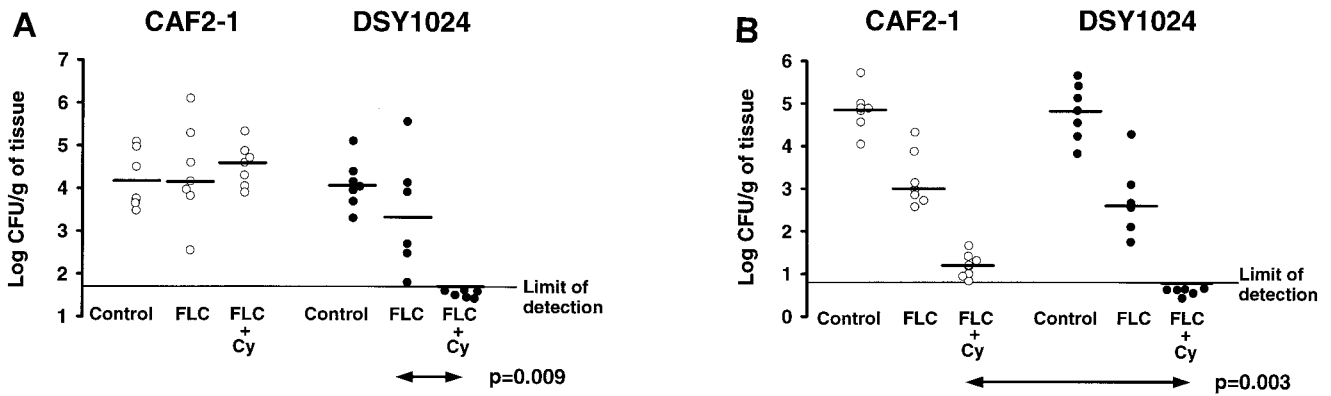 A
CAF2-1
DSY1024
Log CFU/g of tissue
7
6
5
4
3
2
1
Limit of
detection
Control
FLC
FLC
+
Cy
Control
FLC
FLC
+
Cy
p=0.009
B
CAF2-1
DSY1024
Log CFU/g of tissue
6
5
4
3
2
1
0
Limit of
detection
Control
FLC
FLC
+
Cy
Control
FLC
FLC
+
Cy
p=0.003